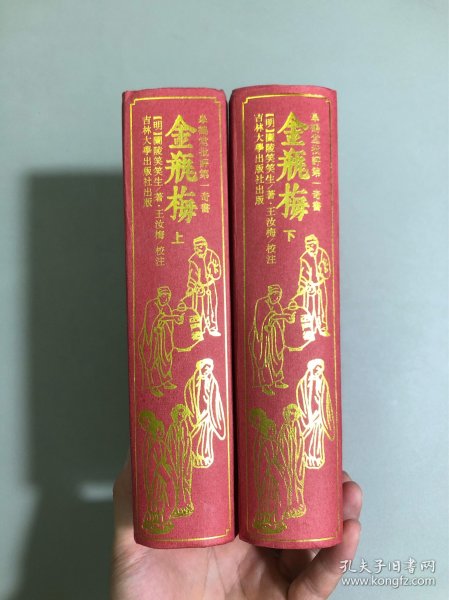 皋鶴堂批評第一奇書
金瓶梅 上
【明】蘭陵笑笑生/著·王汝梅/校注
吉林大學出版社出版
皋鶴堂批評第一奇書
金瓶梅 下
【明】蘭陵笑笑生/著·王汝梅/校注
吉林大學出版社出版
孔夫子旧书网
www.kongfz.com